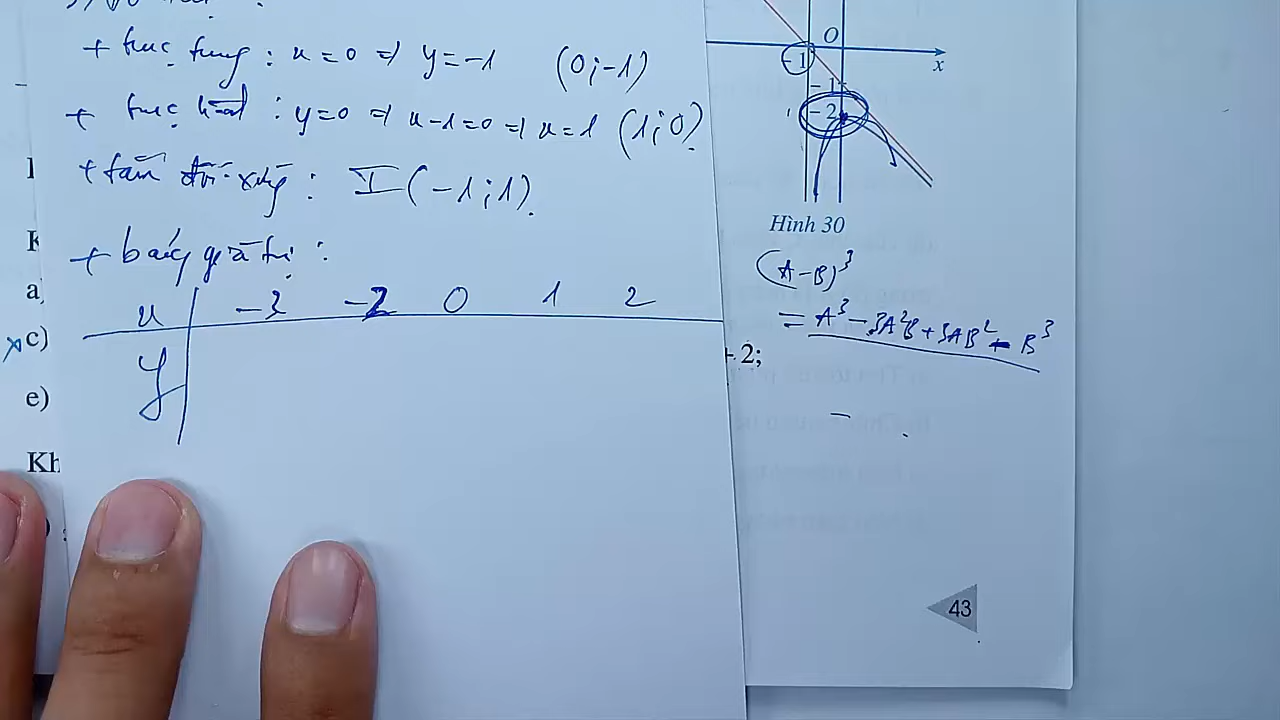 + trục tung : x = 0 ⇒ y = -1 (0 ; -1)
+ trục hoành : y = 0 ⇒ x - 1 = 0 ⇒ x = 1 (1 ; 0).
+ tâm đối xứng : I (-1 ; 1).
+ bảng giá trị :
x -3 -2 0 1 2
y
K
a)
c)
e)
Kh
+ 2;
O
x
-1
-1
-2
Hình 30
(A - B)³
= A³ - 3A²B + 3AB² - B³
43